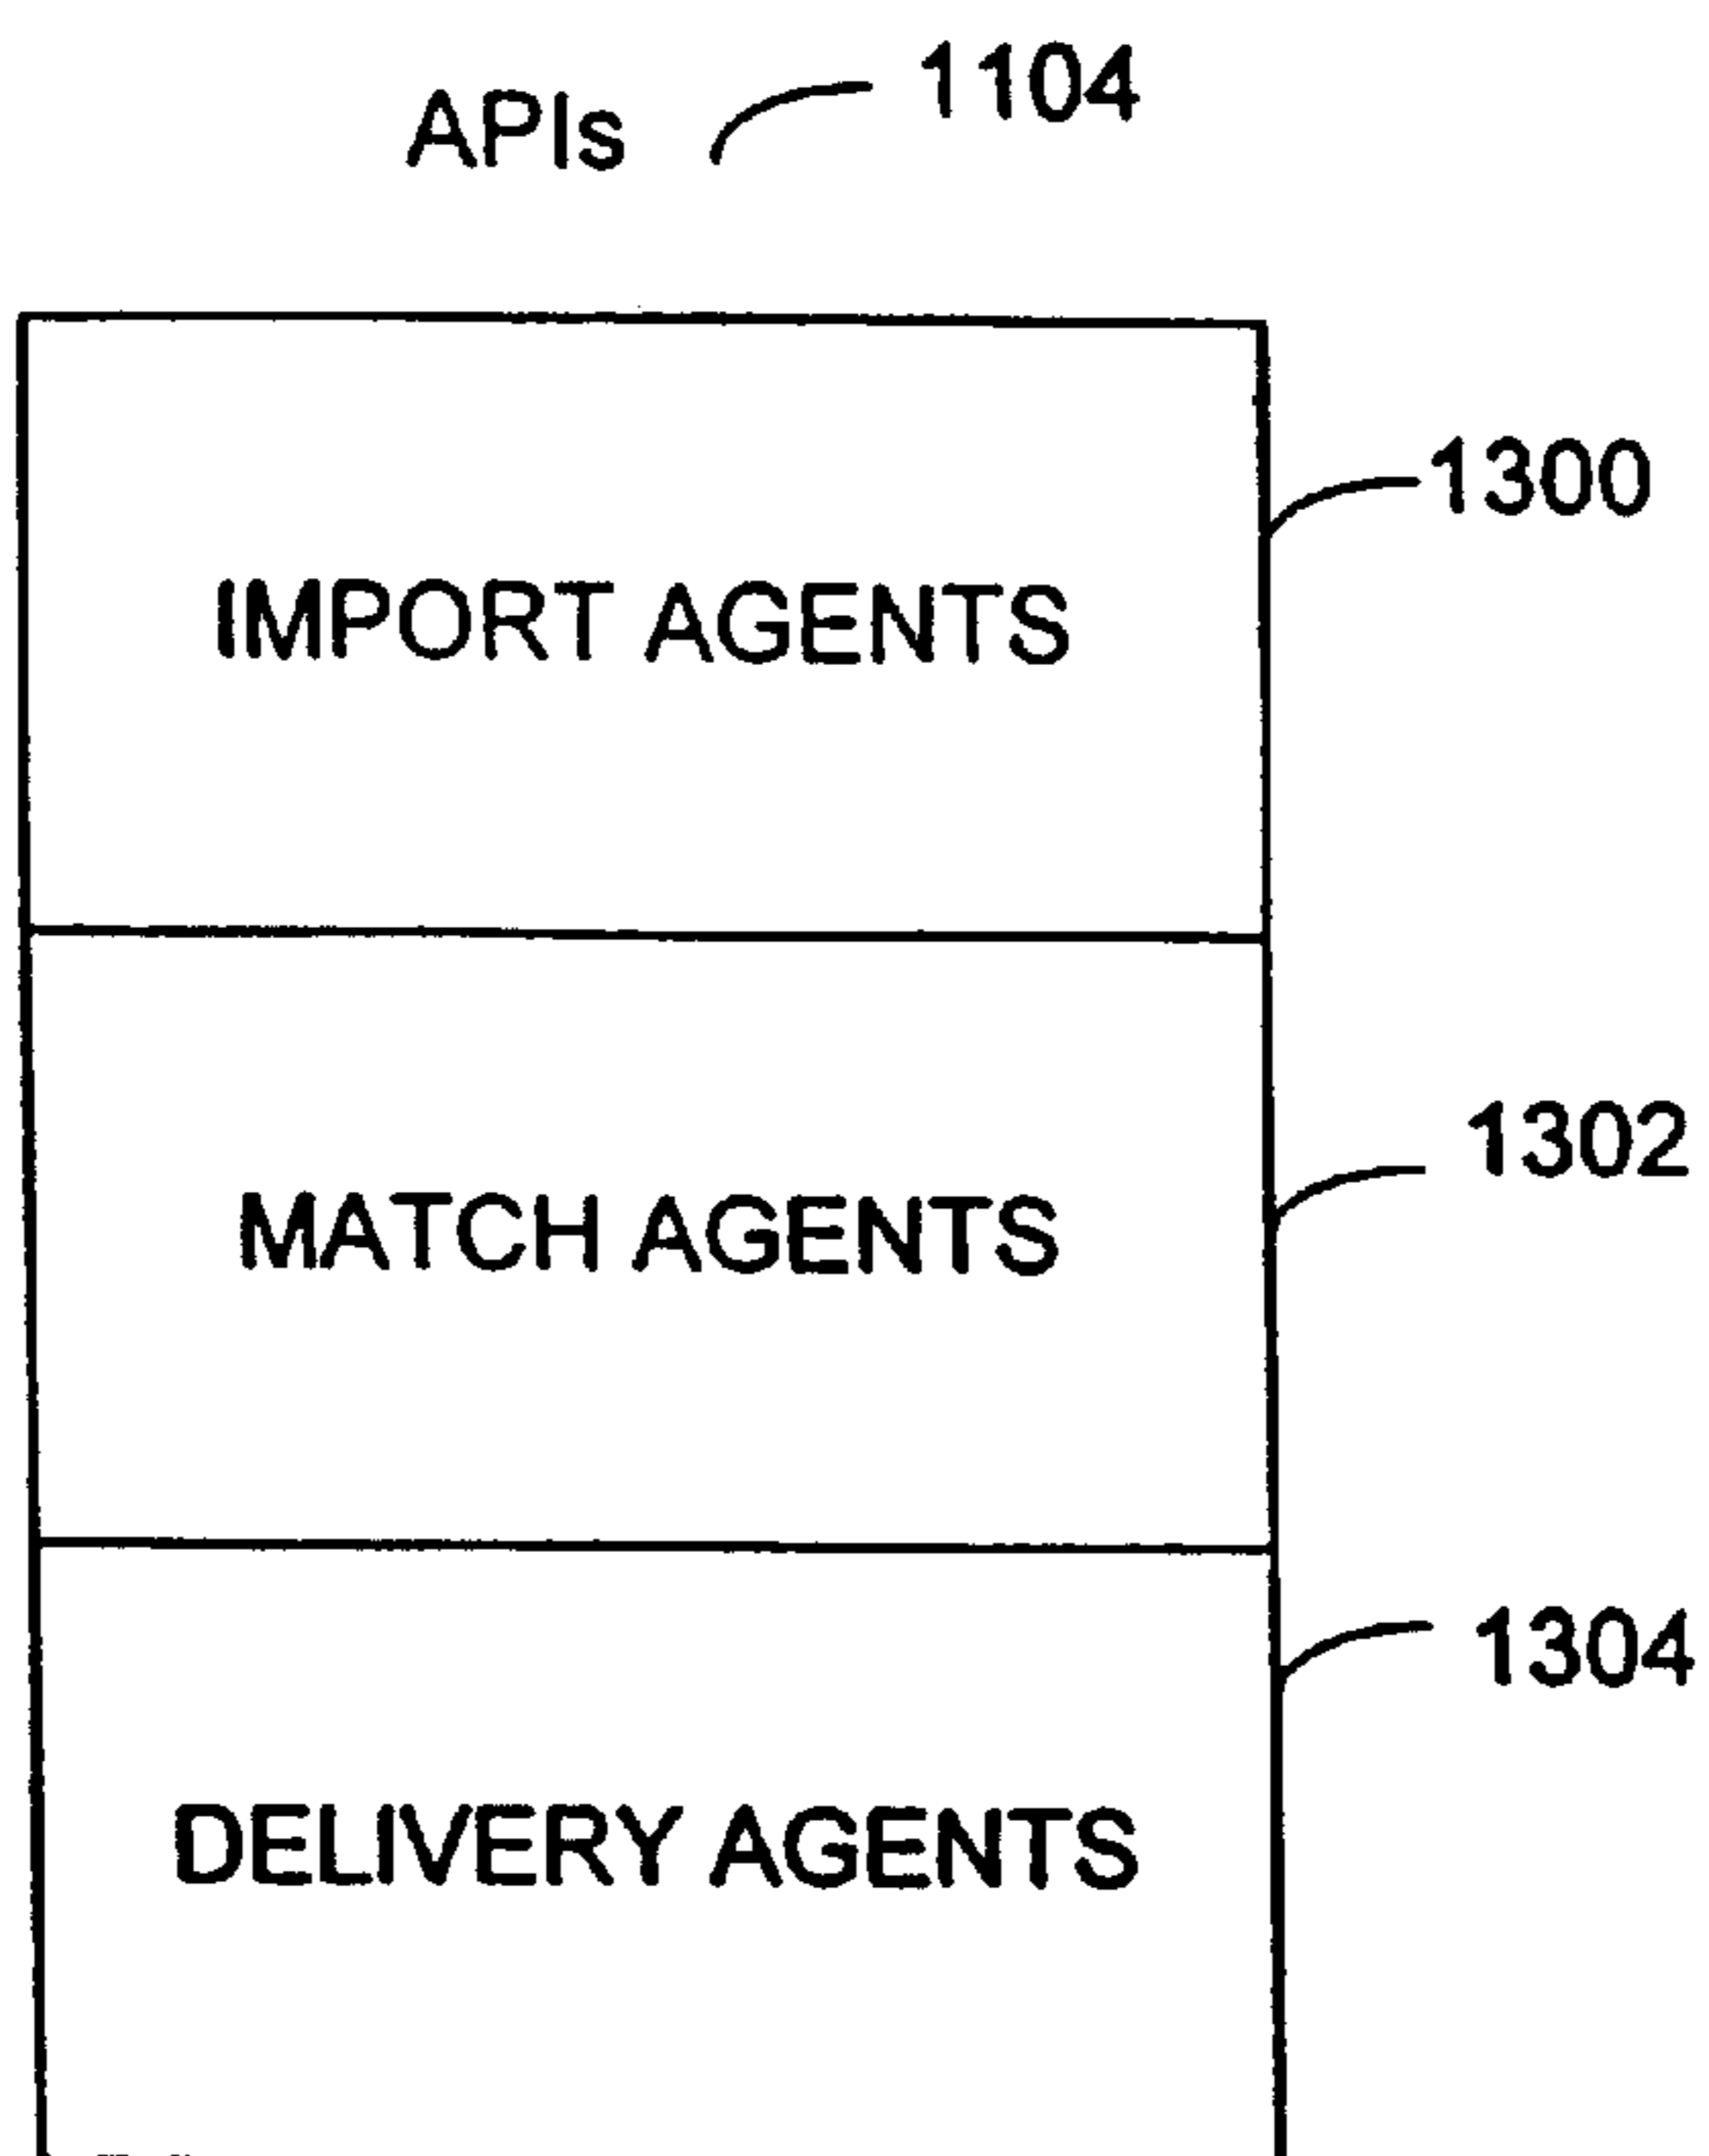 APIs 1104
1300
IMPORT AGENTS
1302
MATCH AGENTS
1304
DELIVERY AGENTS